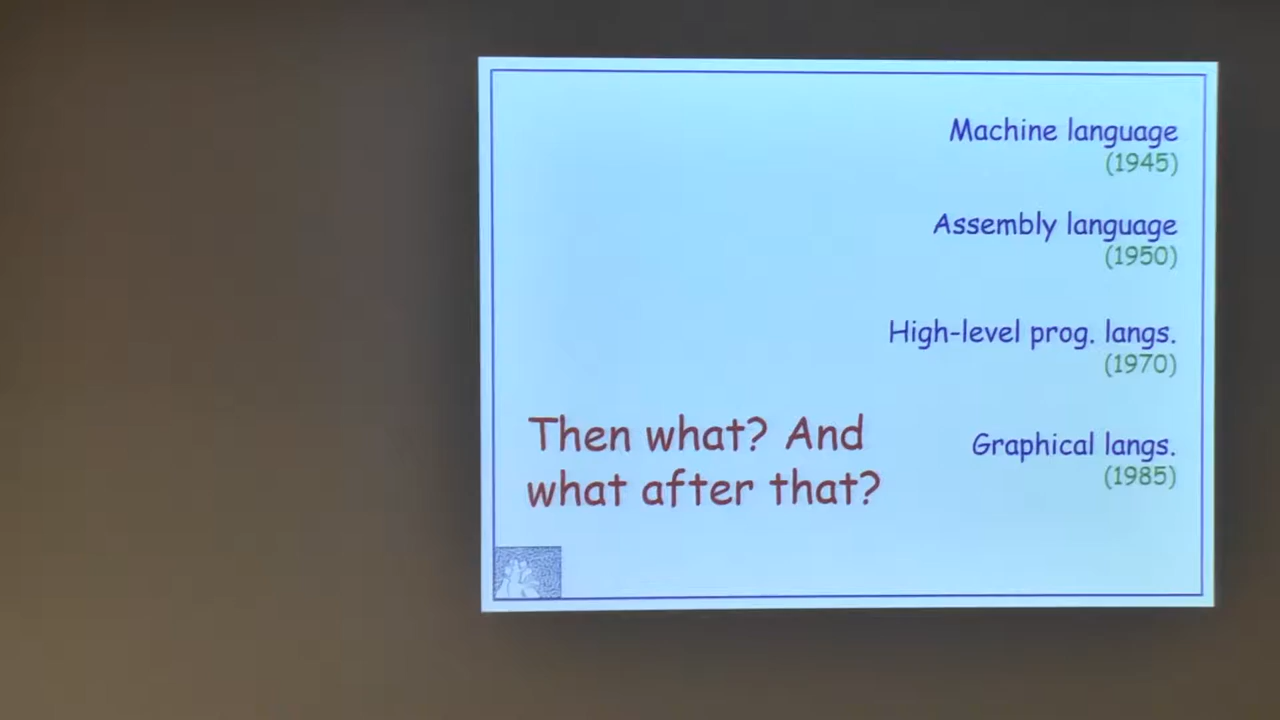 Machine language
(1945)
Assembly language
(1950)
High-level prog. langs.
(1970)
Graphical langs.
(1985)
Then what? And
what after that?